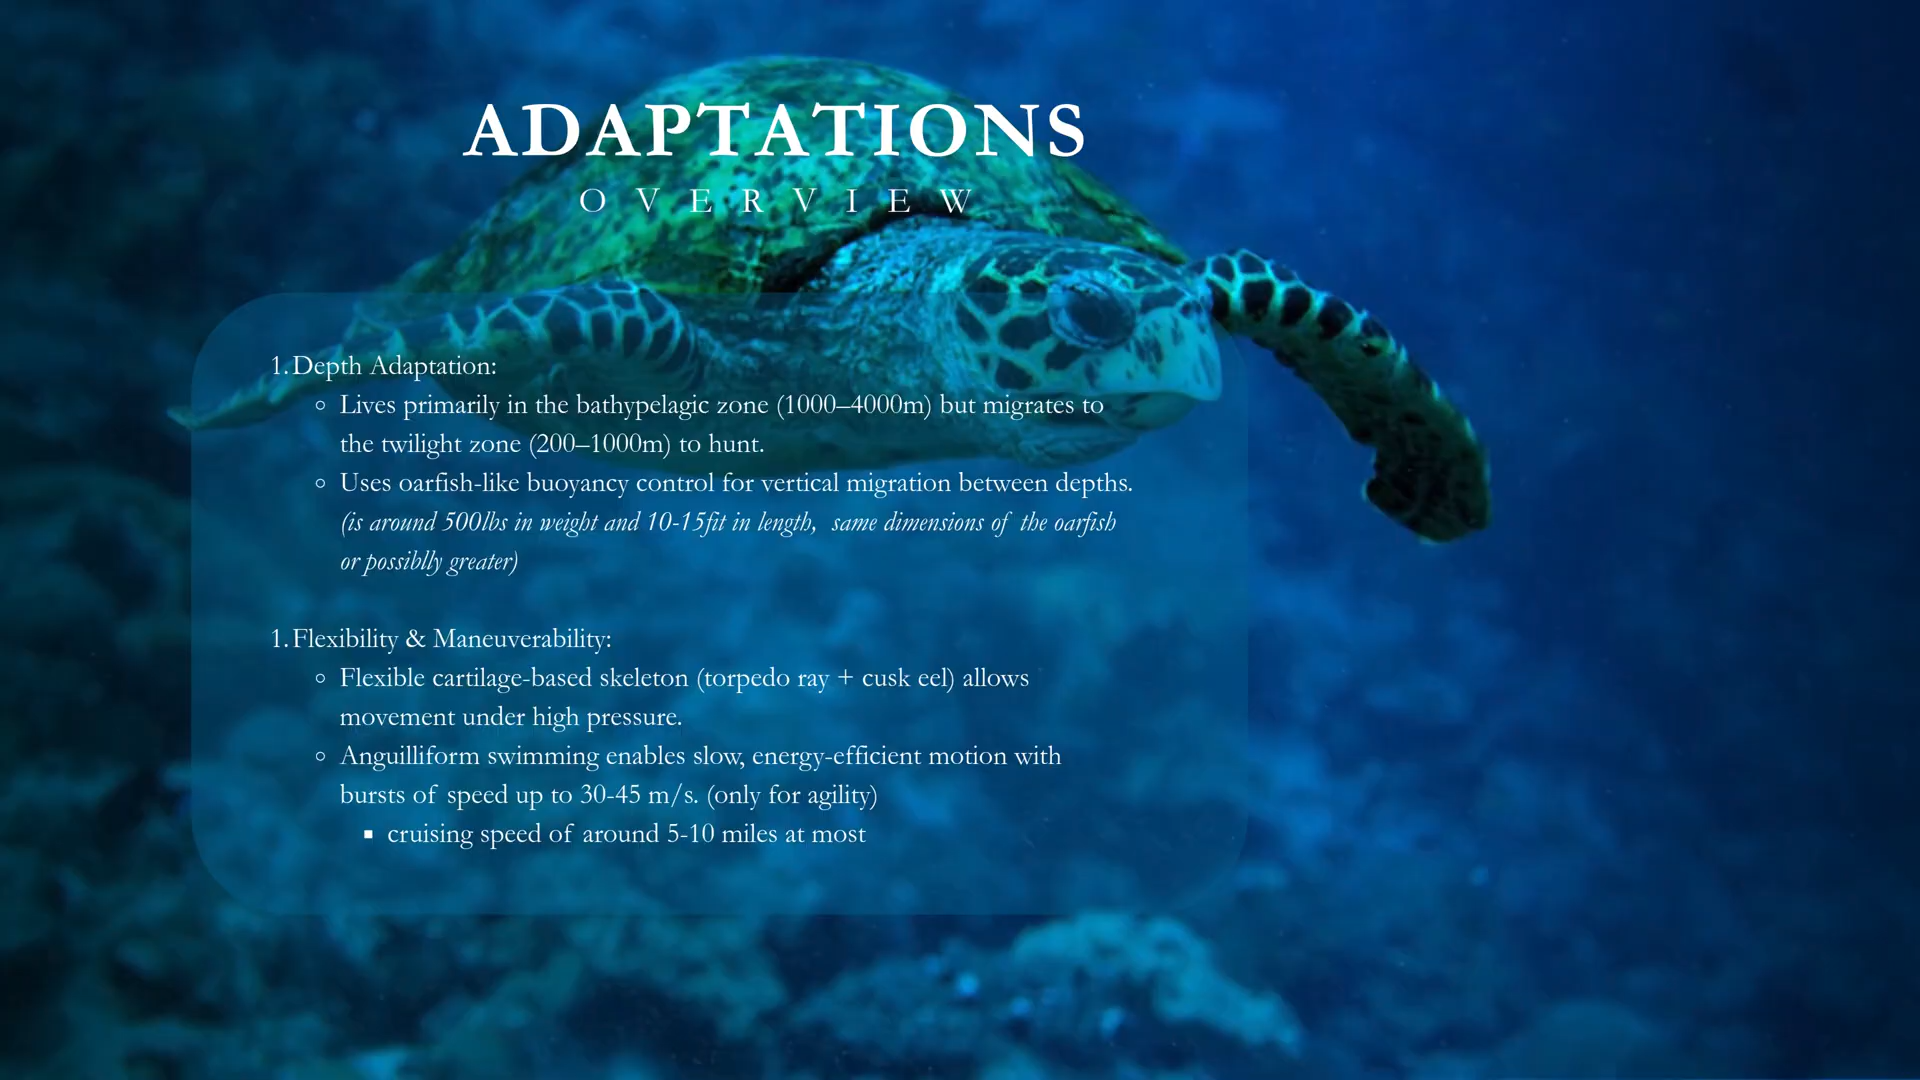 ADAPTATIONS
OVERVIEW
1. Depth Adaptation:
◦ Lives primarily in the bathypelagic zone (1000–4000m) but migrates to
the twilight zone (200–1000m) to hunt.
◦ Uses oarfish-like buoyancy control for vertical migration between depths.
(is around 500lbs in weight and 10-15fit in length, same dimensions of the oarfish
or possiblly greater)
1. Flexibility & Maneuverability:
◦ Flexible cartilage-based skeleton (torpedo ray + cusk eel) allows
movement under high pressure.
◦ Anguilliform swimming enables slow, energy-efficient motion with
bursts of speed up to 30-45 m/s. (only for agility)
▪ cruising speed of around 5-10 miles at most